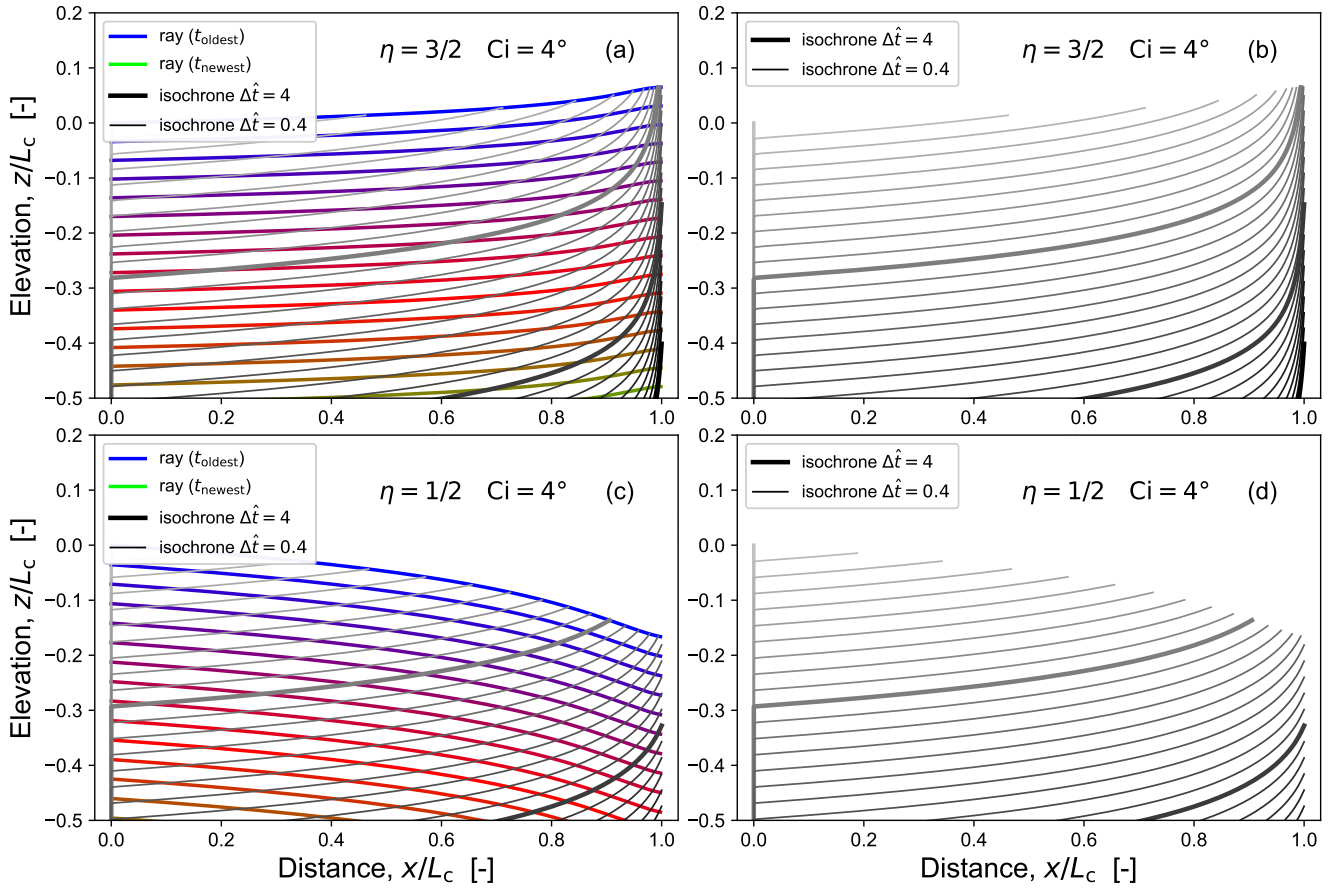 ray (t_oldest)
ray (t_newest)
isochrone Δt̂ = 4
isochrone Δt̂ = 0.4
η = 3/2 Ci = 4° (a)
0.2
0.1
0.0
−0.1
−0.2
−0.3
−0.4
−0.5
Elevation, z/L_c [-]
0.0 0.2 0.4 0.6 0.8 1.0
isochrone Δt̂ = 4
isochrone Δt̂ = 0.4
η = 3/2 Ci = 4° (b)
0.2
0.1
0.0
−0.1
−0.2
−0.3
−0.4
−0.5
0.0 0.2 0.4 0.6 0.8 1.0
ray (t_oldest)
ray (t_newest)
isochrone Δt̂ = 4
isochrone Δt̂ = 0.4
η = 1/2 Ci = 4° (c)
0.2
0.1
0.0
−0.1
−0.2
−0.3
−0.4
−0.5
Elevation, z/L_c [-]
0.0 0.2 0.4 0.6 0.8 1.0
Distance, x/L_c [-]
isochrone Δt̂ = 4
isochrone Δt̂ = 0.4
η = 1/2 Ci = 4° (d)
0.2
0.1
0.0
−0.1
−0.2
−0.3
−0.4
−0.5
0.0 0.2 0.4 0.6 0.8 1.0
Distance, x/L_c [-]